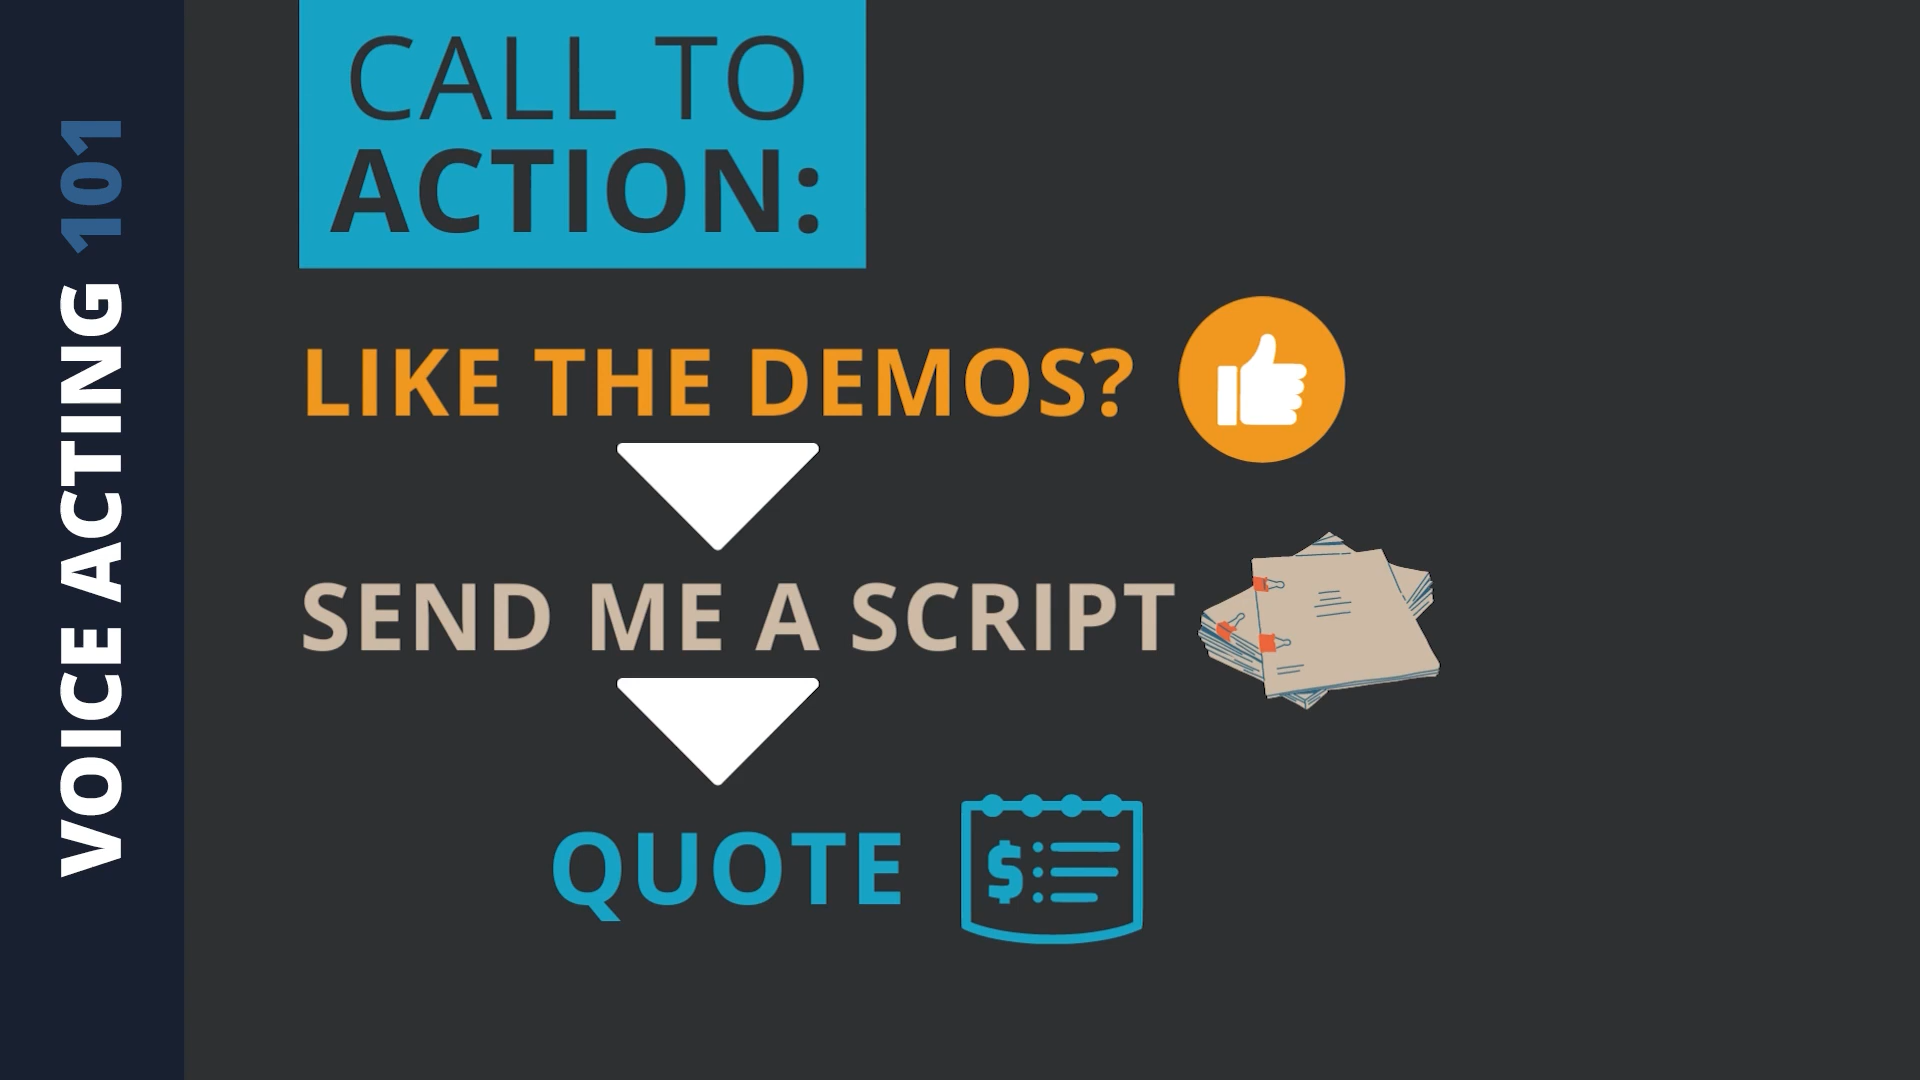 VOICE ACTING 101
CALL TO
ACTION:
LIKE THE DEMOS?
SEND ME A SCRIPT
QUOTE
$